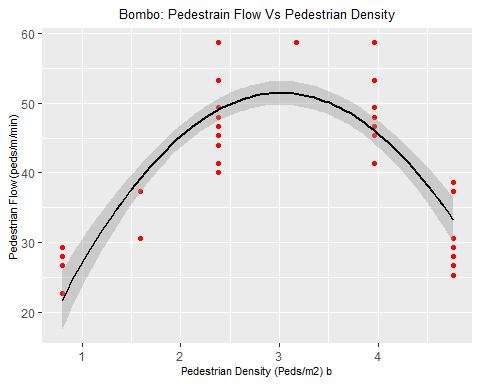 Bombo: Pedestrain Flow Vs Pedestrian Density
60
50
40
30
20
Pedestrian Flow(peds/m/min)
1 2 3 4
Pedestrian Density (Peds/m2) b